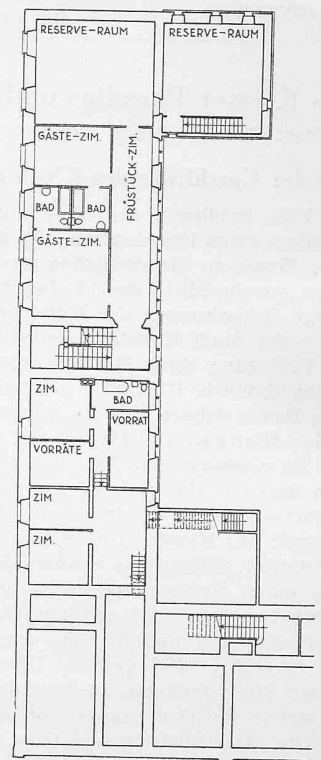 RESERVE-RAUM
RESERVE-RAUM
GÄSTE-ZIM.
FRÜSTÜCK-ZIM.
BAD
BAD
GÄSTE-ZIM.
ZIM.
BAD
VORRAT
VORRÄTE
ZIM
ZIM.